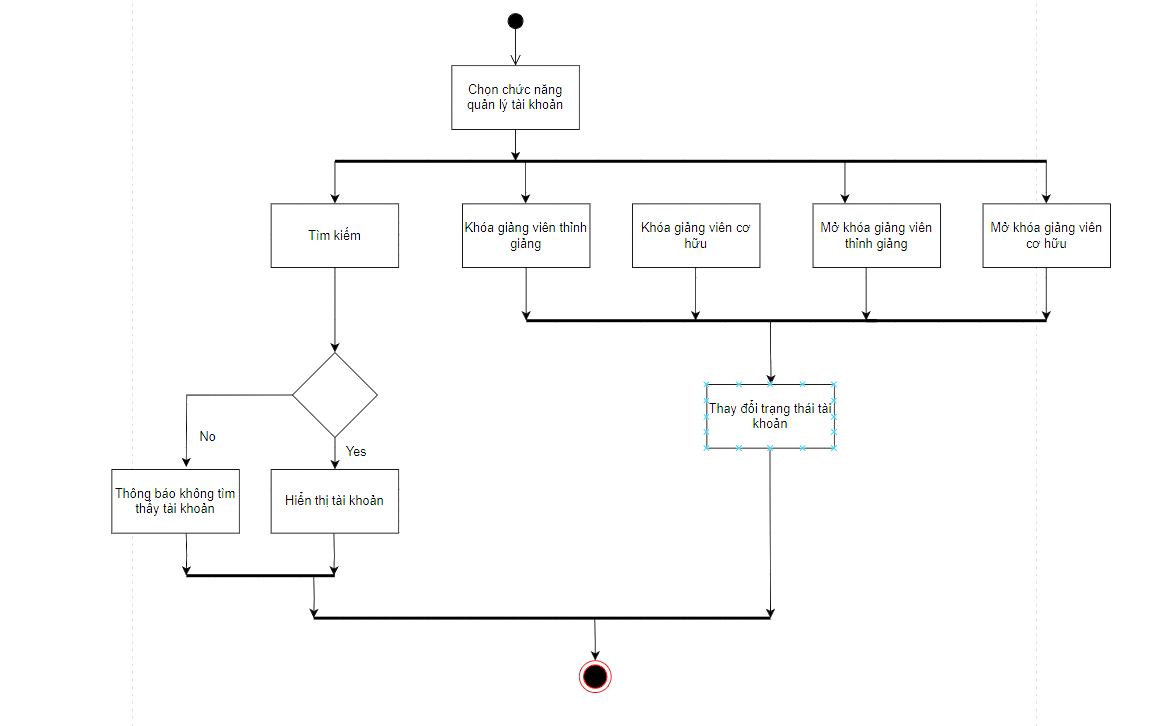 Chọn chức năng
quản lý tài khoản
Tìm kiếm
Khóa giảng viên thỉnh
giảng
Khóa giảng viên cơ
hữu
Mở khóa giảng viên
thỉnh giảng
Mở khóa giảng viên
cơ hữu
Thay đổi trạng thái tài
khoản
No
Yes
Thông báo không tìm
thấy tài khoản
Hiển thị tài khoản